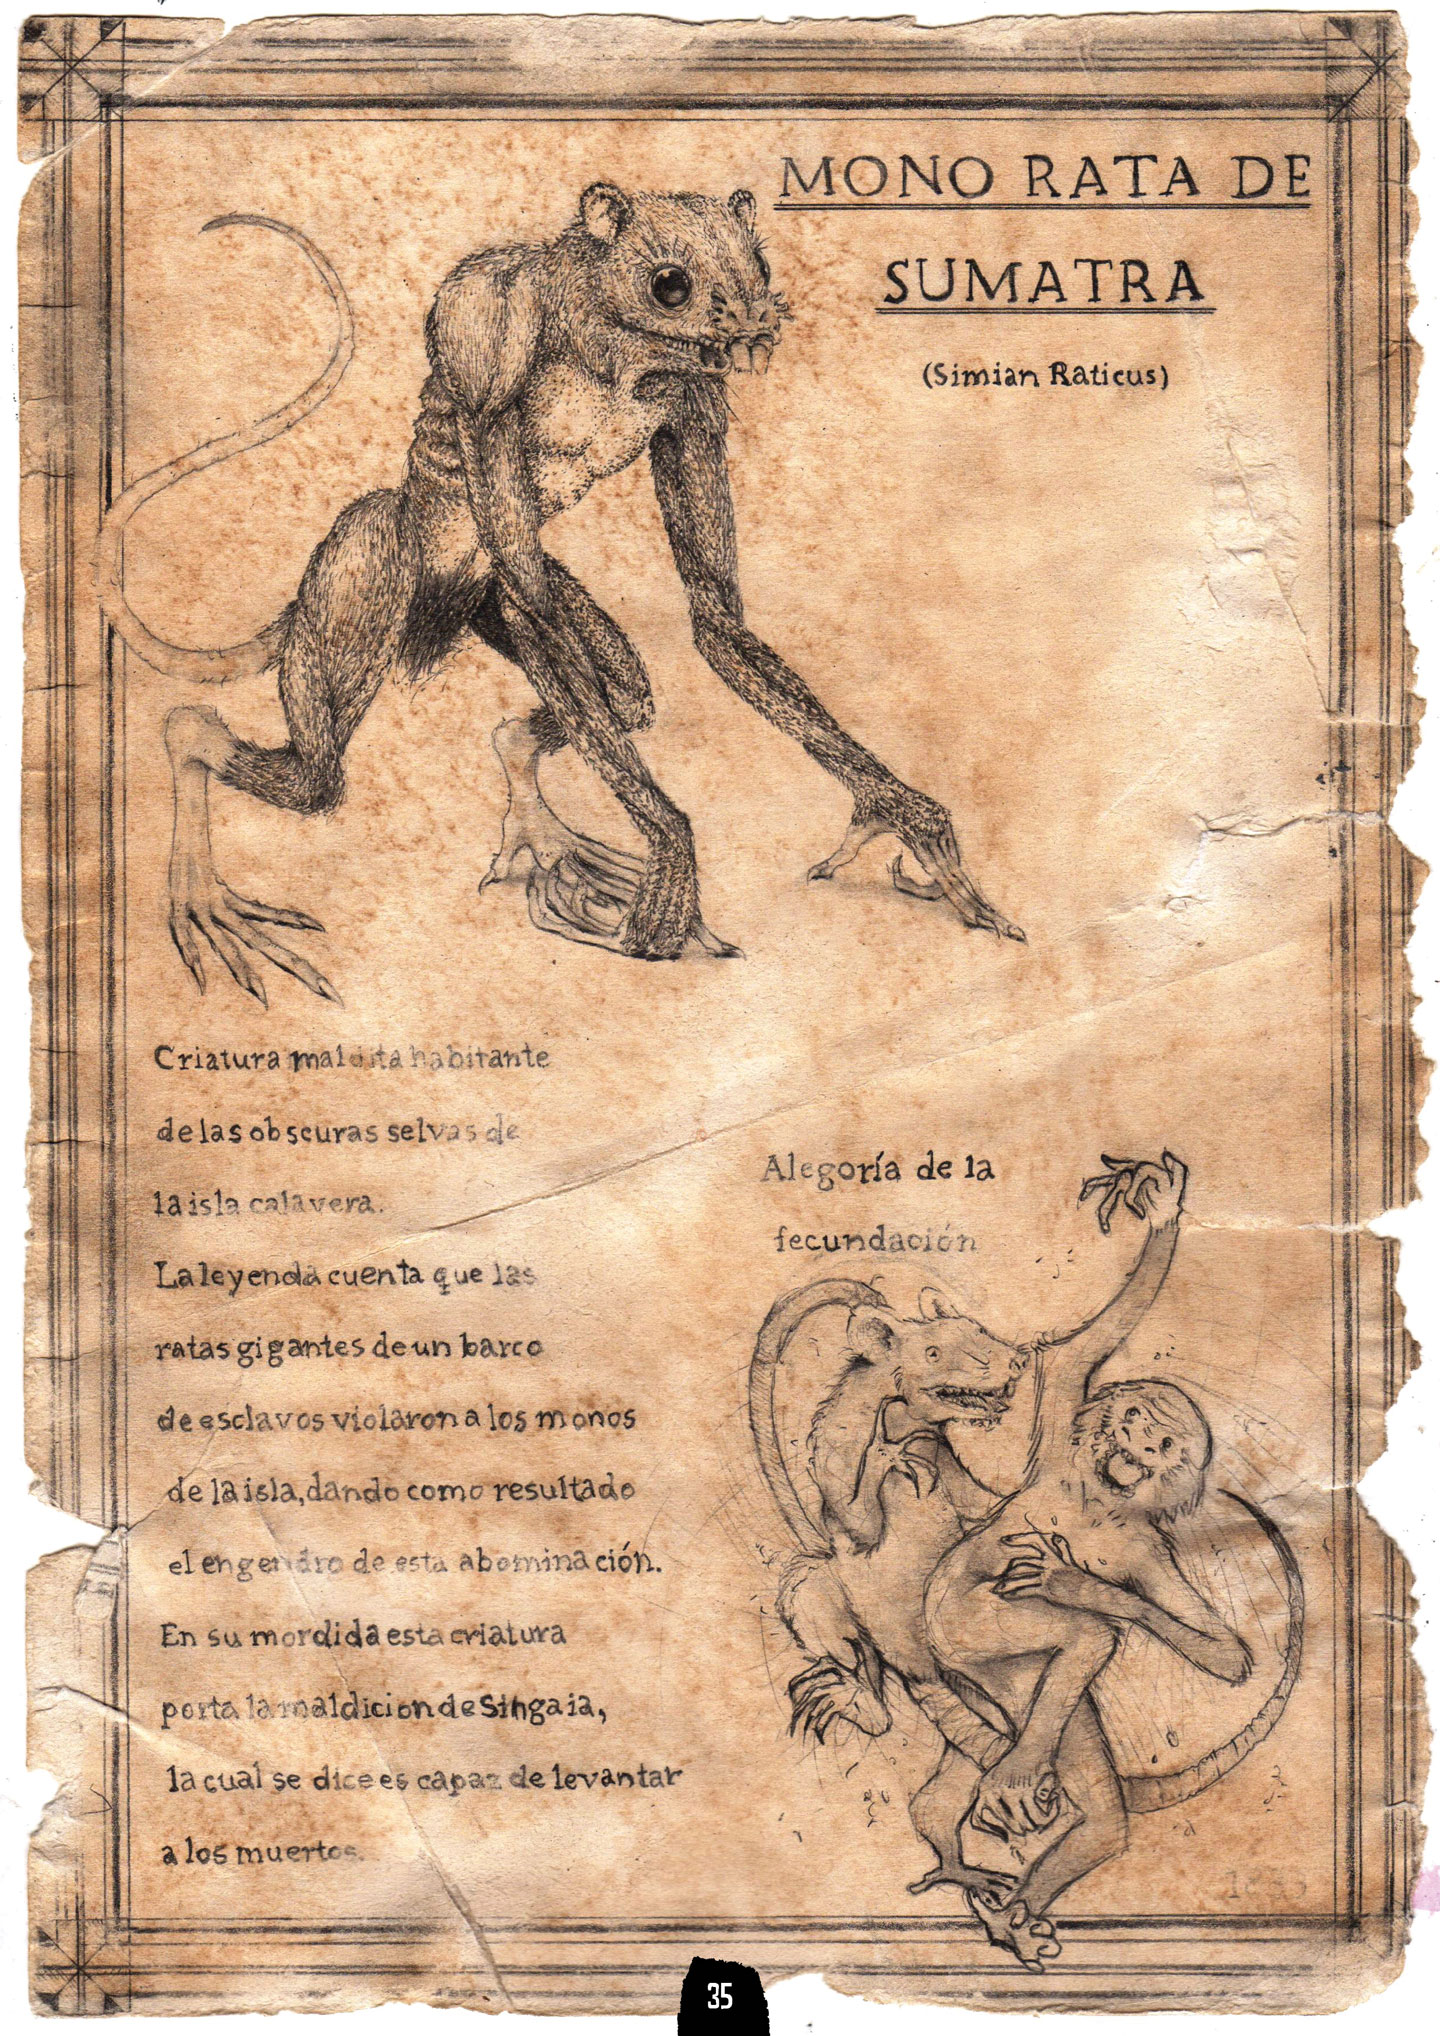 MONO RATA DE
SUMATRA
(Simian Raticus)
Criatura maldita habitante
de las obscuras selvas de
la isla calavera.
La leyenda cuenta que las
ratas gigantes de un barco
de esclavos violaron a los monos
de la isla, dando como resultado
el engendro de esta abominación.
En su mordida esta criatura
porta la maldicion de Singaia,
la cual se dice es capaz de levantar
a los muertos.
Alegoría de la
fecundación
35